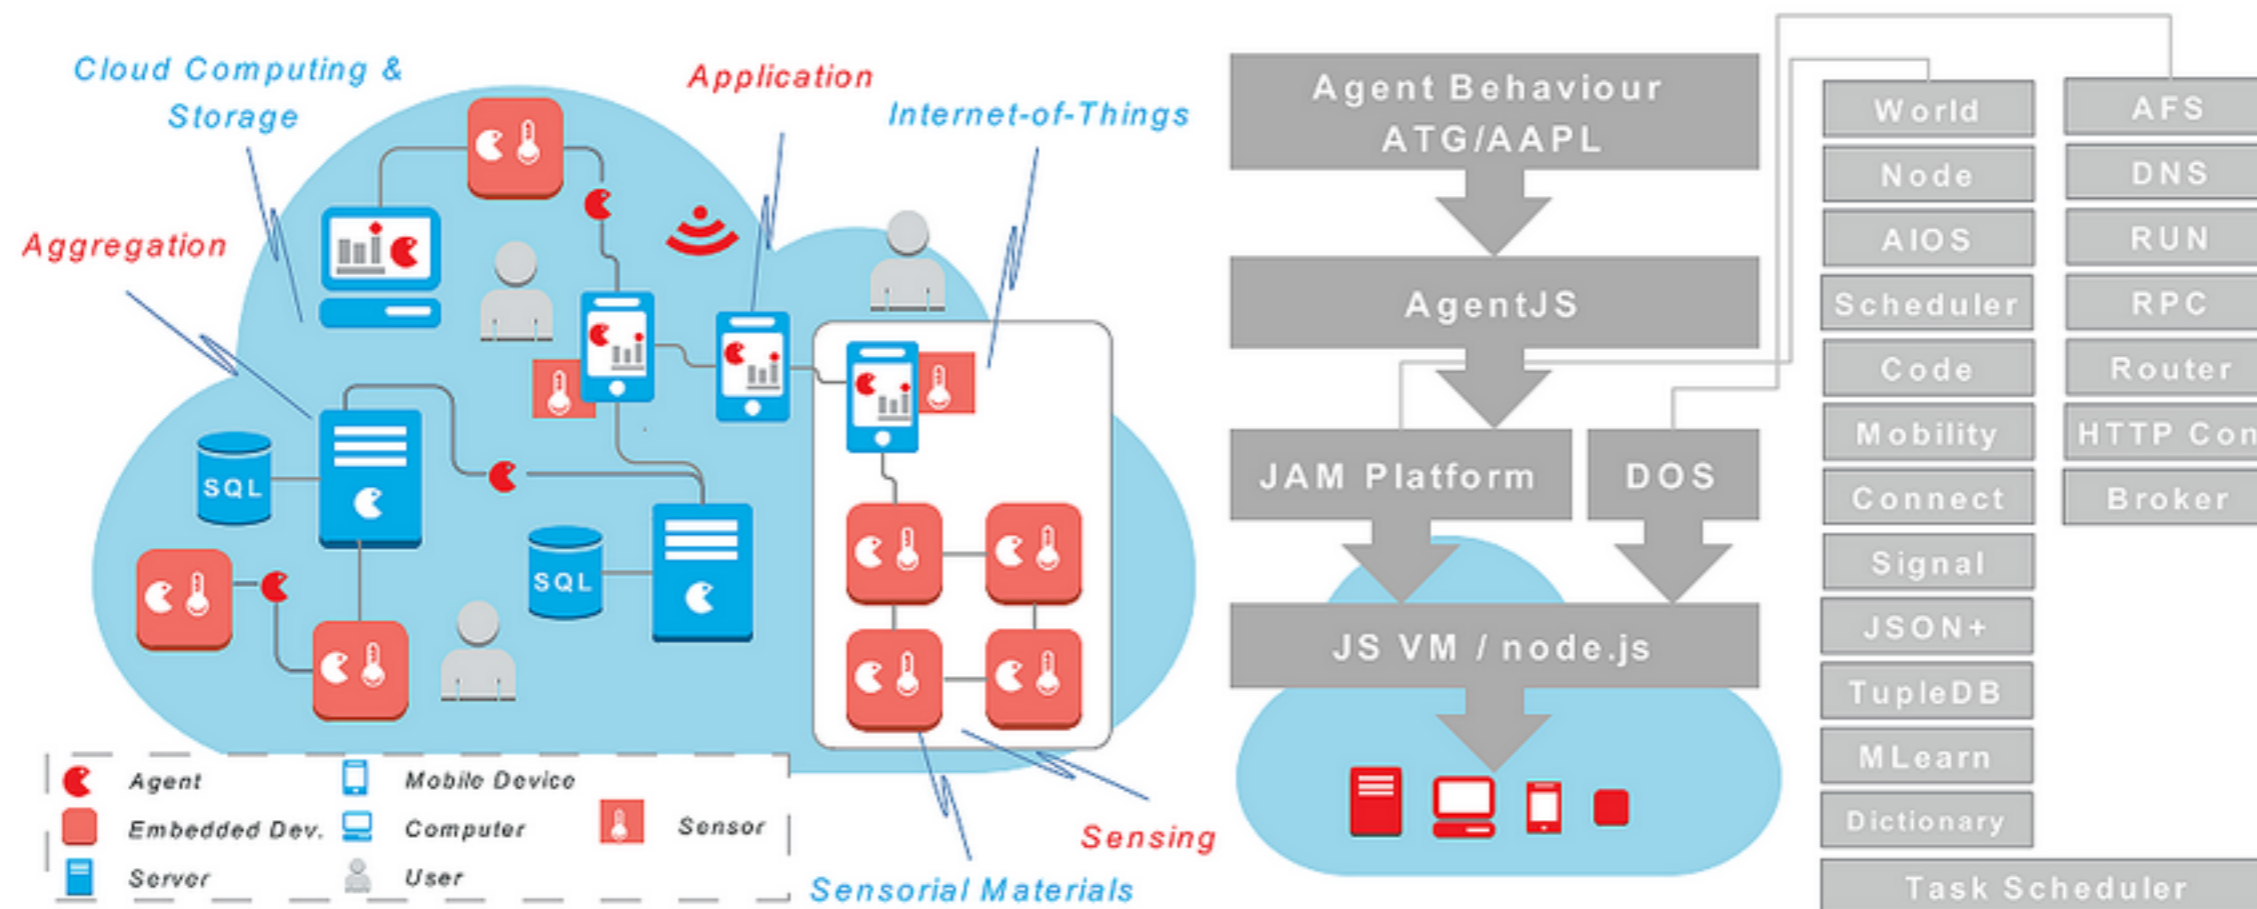 Cloud Computing &
Storage
Application
Internet-of-Things
Aggregation
SQL
SQL
Sensing
Sensorial Materials
Agent
Mobile Device
Embedded Dev.
Computer
Sensor
Server
User
Agent Behaviour
ATG/AAPL
AgentJS
JAM Platform
DOS
JS VM / node.js
World
Node
AIOS
Scheduler
Code
Mobility
Connect
Signal
JSON+
TupleDB
MLearn
Dictionary
AFS
DNS
RUN
RPC
Router
HTTP Con
Broker
Task Scheduler